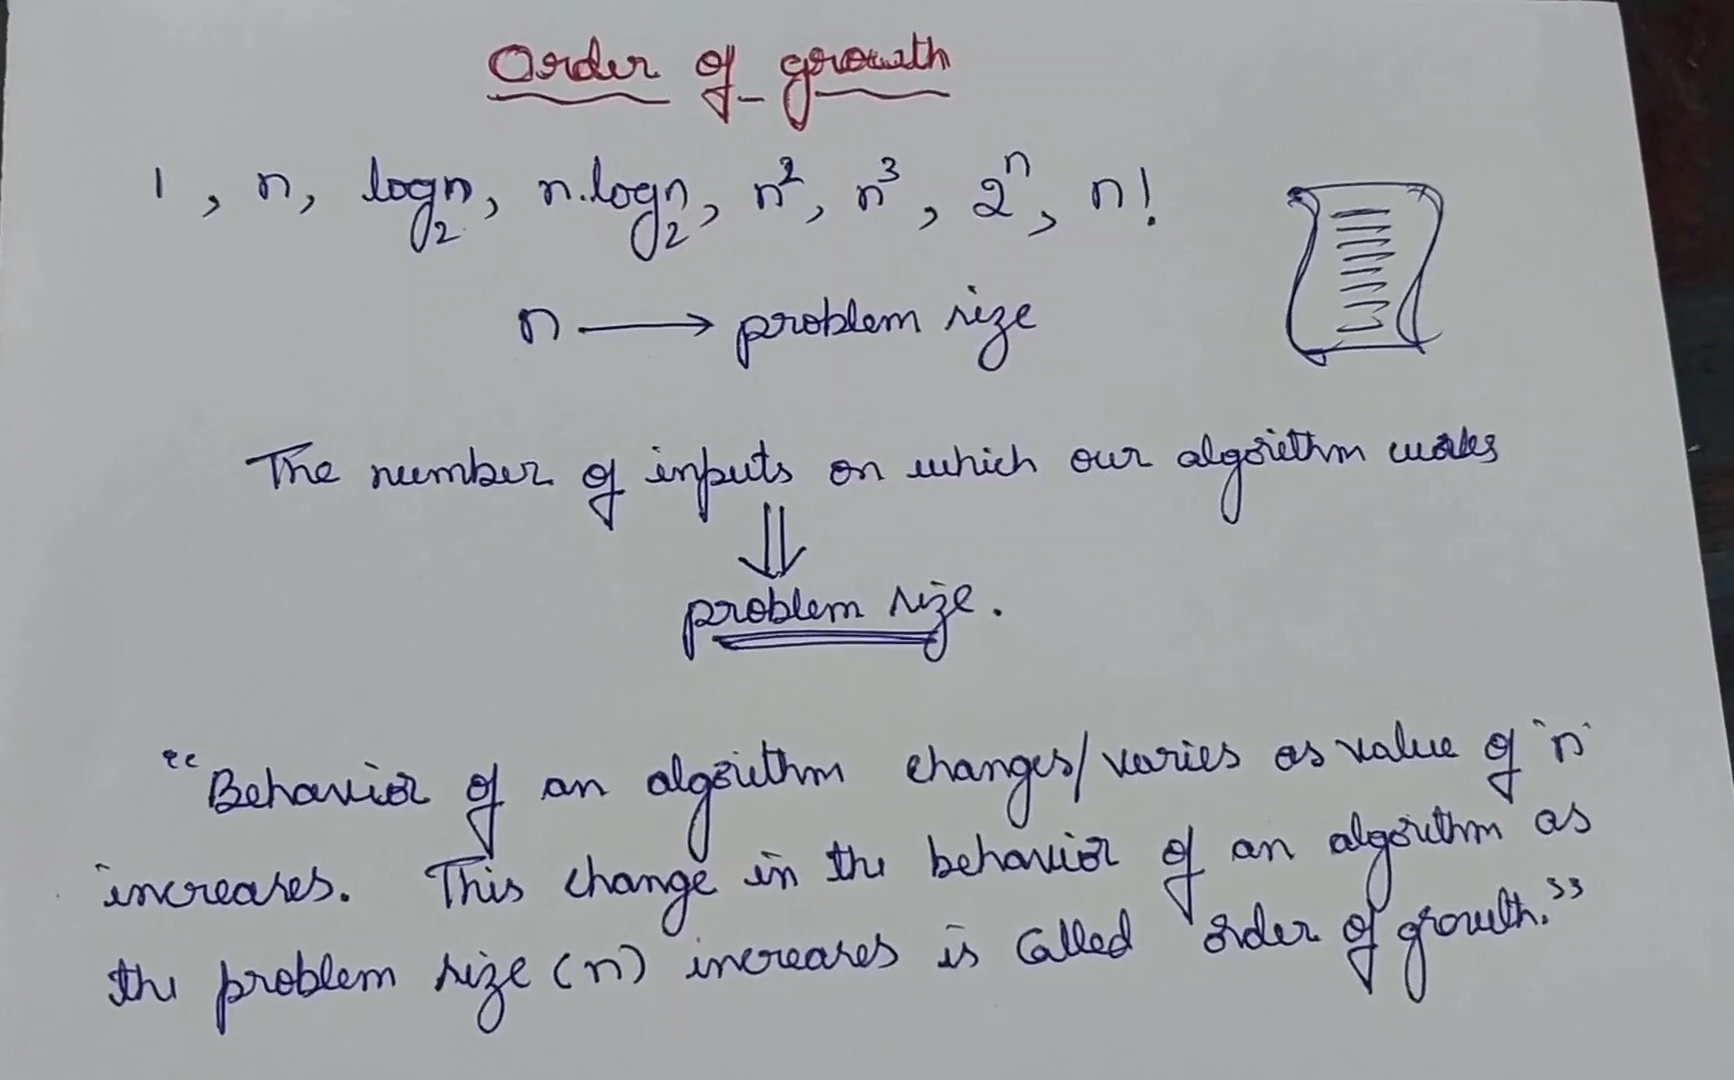 Order of growth
1, n, log₂n, n.log₂n, n², n³, 2ⁿ, n!
n → problem size
The number of inputs on which our algorithm works
⇓
problem size.
“Behavior of an algorithm changes/varies as value of 'n'
increases. This change in the behavior of an algorithm as
the problem size (n) increases is called 'order of growth.”